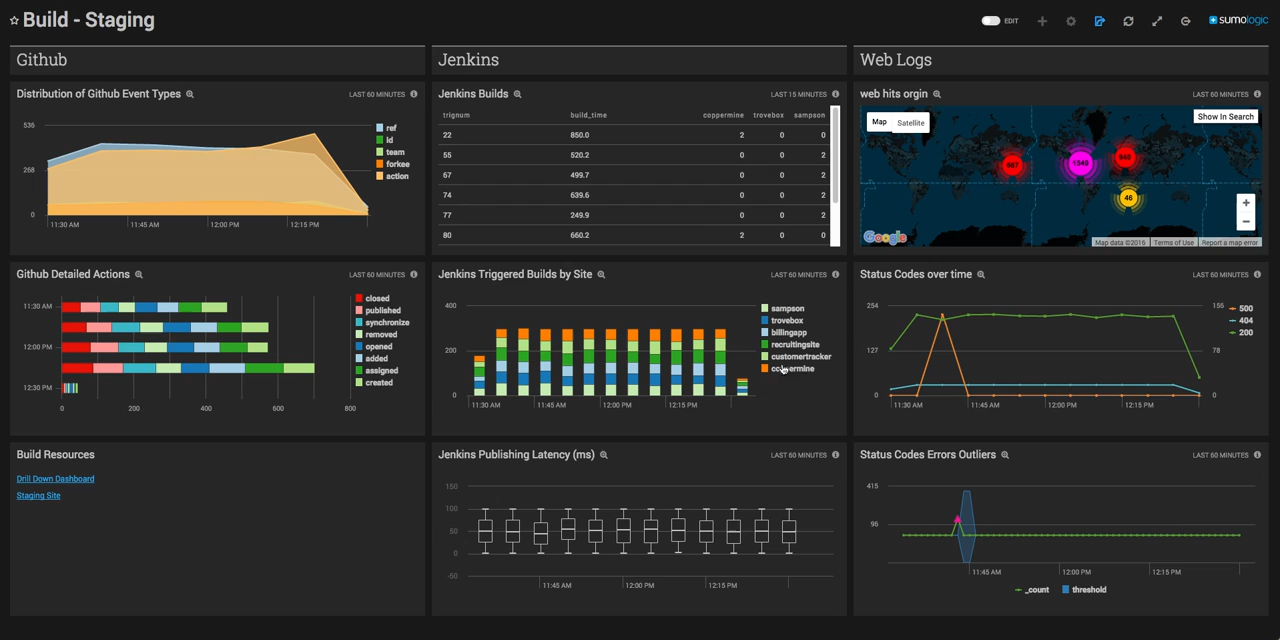 Build - Staging
EDIT
sumologic
Github
Jenkins
Web Logs
Distribution of Github Event Types
LAST 60 MINUTES
536
268
0
11:30 AM
11:45 AM
12:00 PM
12:15 PM
ref
id
team
forkee
action
Jenkins Builds
LAST 15 MINUTES
trignum build_time coppermine trovebox sampson
22 850.0 2 0 0
55 520.2 0 0 2
67 499.7 0 0 2
74 639.6 0 0 2
77 249.9 0 0 2
80 660.2 2 0 0
web hits orgin
LAST 60 MINUTES
Map
Satellite
Show In Search
1549
46
+
−
Google
Map data ©2016
Terms of Use
Report a map error
Github Detailed Actions
LAST 60 MINUTES
11:30 AM
12:00 PM
12:30 PM
0
200
400
600
800
closed
published
synchronize
removed
opened
added
assigned
created
Jenkins Triggered Builds by Site
LAST 60 MINUTES
400
200
0
11:30 AM
11:45 AM
12:00 PM
12:15 PM
sampson
trovebox
billingapp
recruitingsite
customertracker
Status Codes over time
LAST 60 MINUTES
254
127
0
156
78
0
11:30 AM
11:45 AM
12:00 PM
12:15 PM
500
404
200
Build Resources
Drill Down Dashboard
Staging Site
Jenkins Publishing Latency (ms)
LAST 60 MINUTES
150
100
50
0
-50
11:45 AM
12:00 PM
12:15 PM
Status Codes Errors Outliers
LAST 60 MINUTES
415
96
11:45 AM
12:00 PM
12:15 PM
_count
threshold